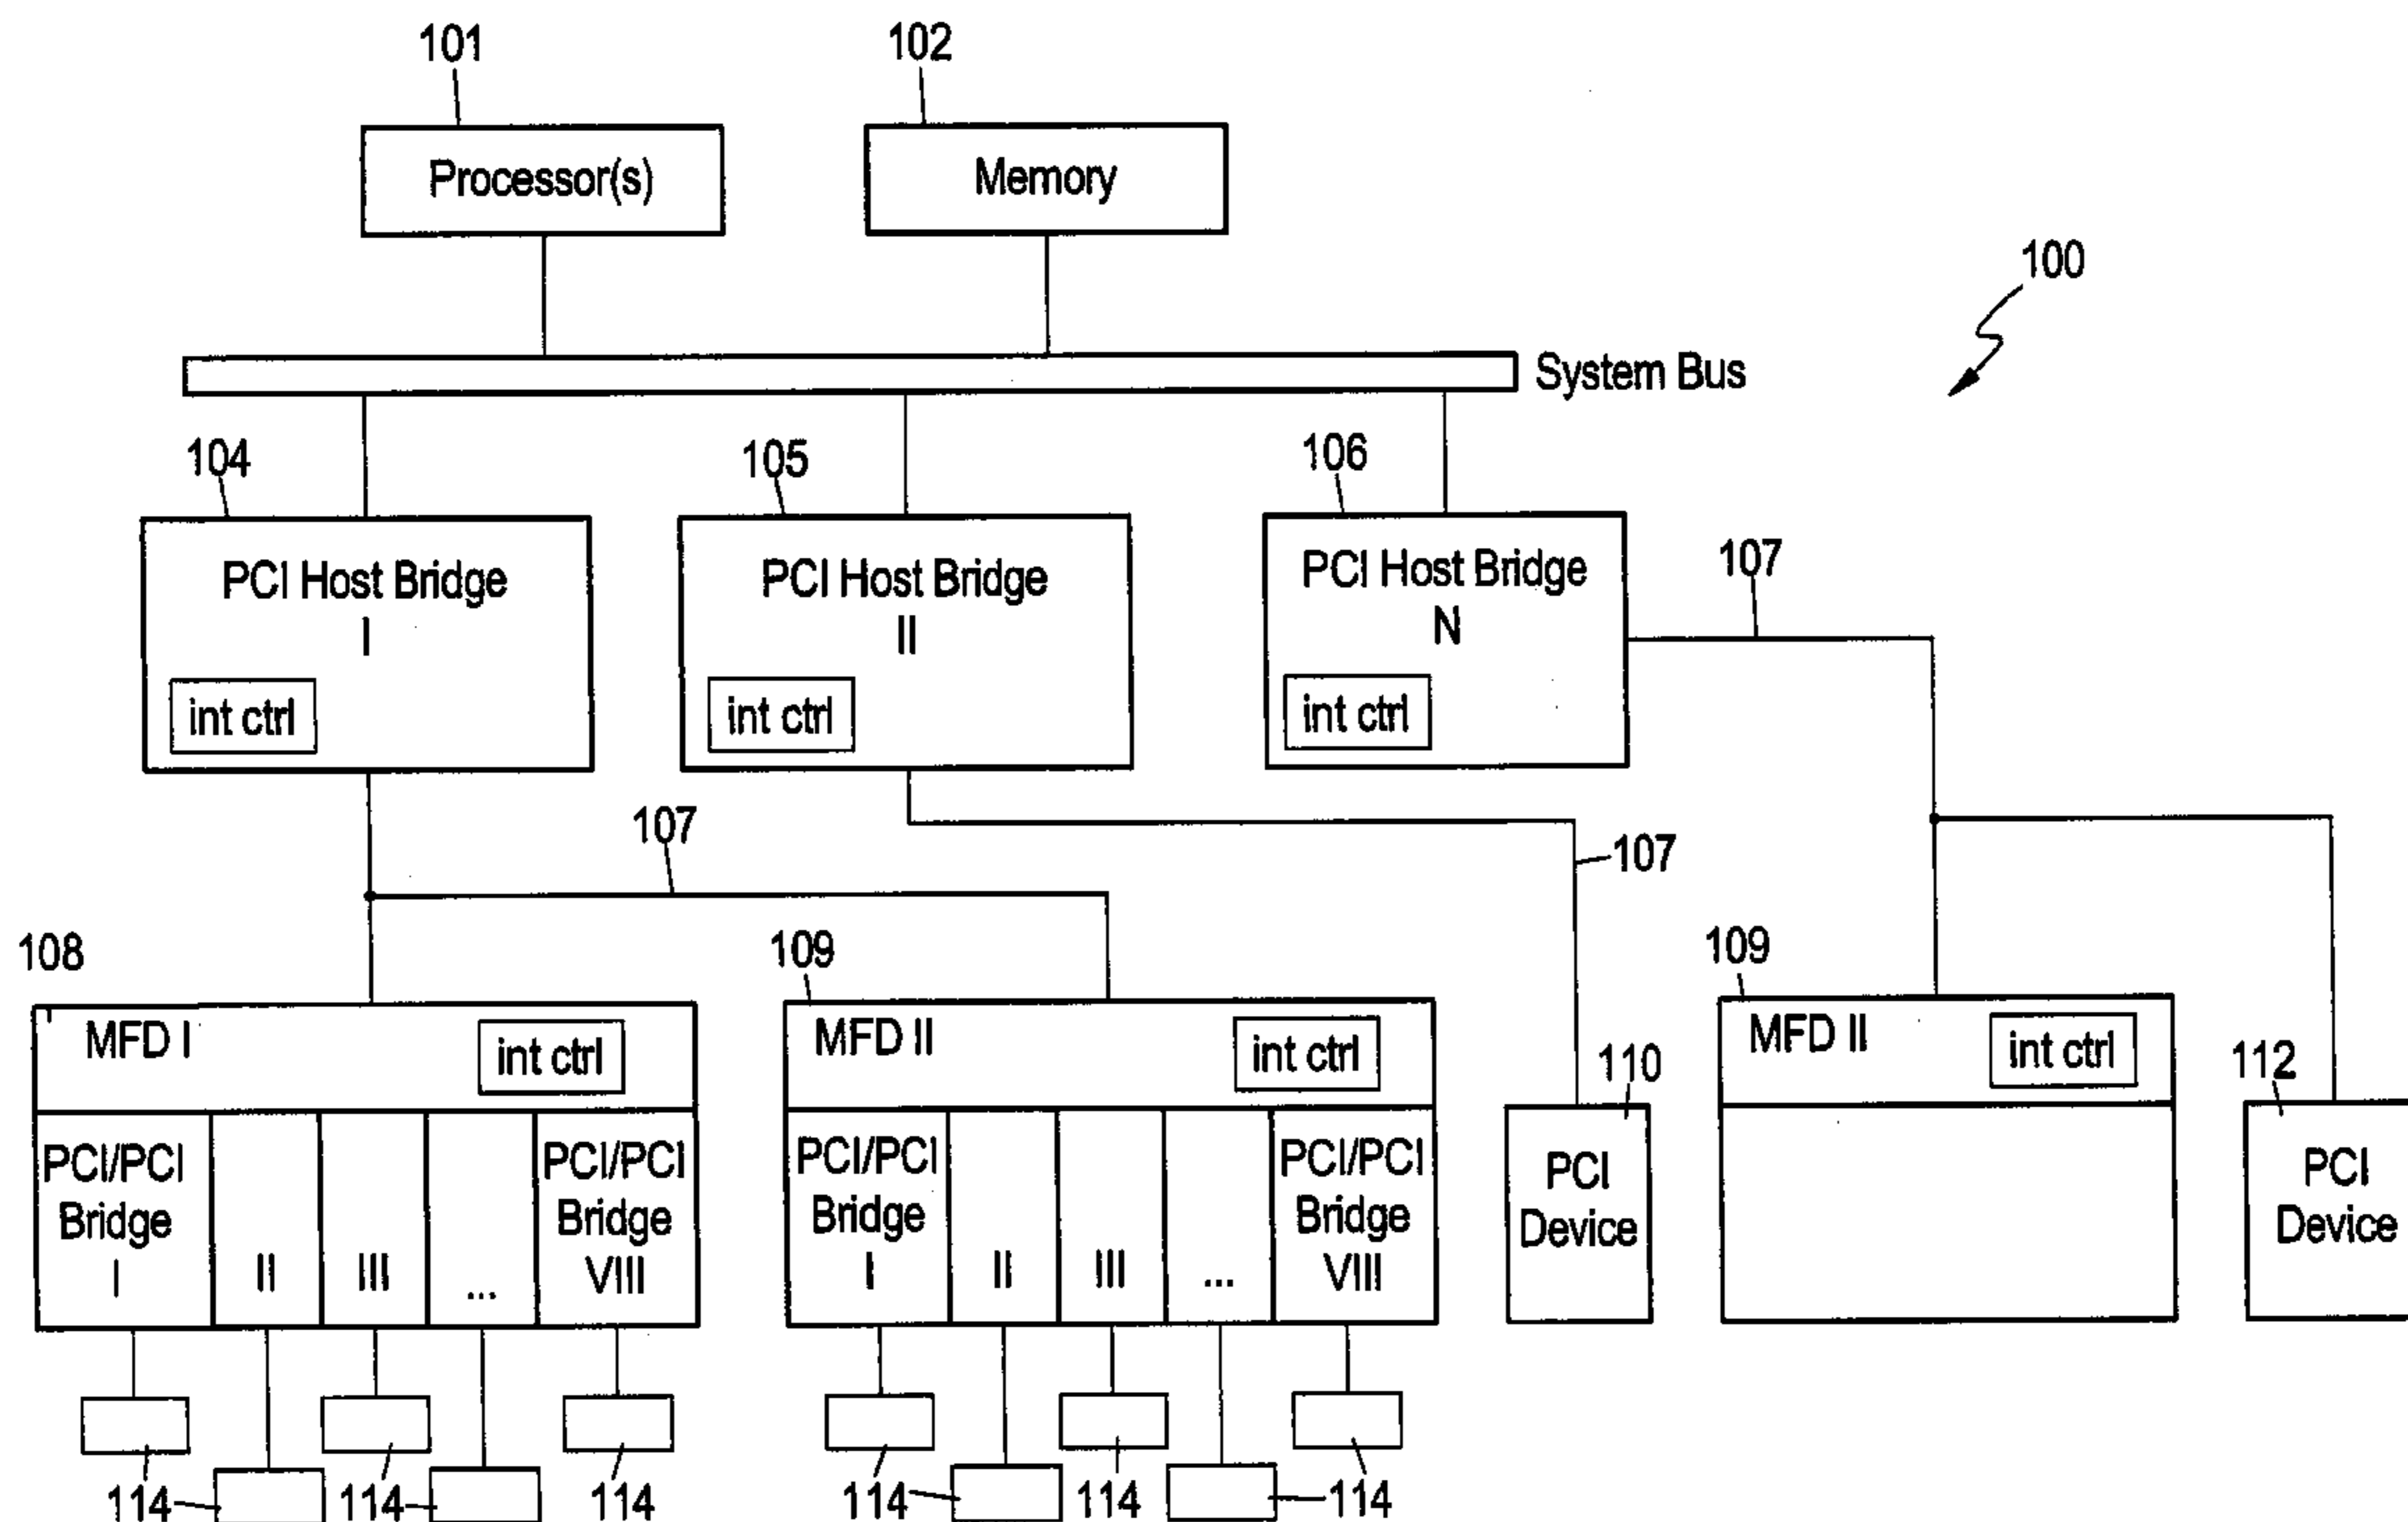 101
102
Processor(s)
Memory
100
System Bus
104
105
106
PCI Host Bridge
I
int ctrl
PCI Host Bridge
II
int ctrl
PCI Host Bridge
N
int ctrl
107
107
107
108
MFD I
int ctrl
PCI/PCI
Bridge
I
II
III
...
PCI/PCI
Bridge
VIII
109
MFD II
int ctrl
PCI/PCI
Bridge
I
II
III
...
PCI/PCI
Bridge
VIII
110
PCI
Device
109
MFD II
int ctrl
112
PCI
Device
114
114
114
114
114
114